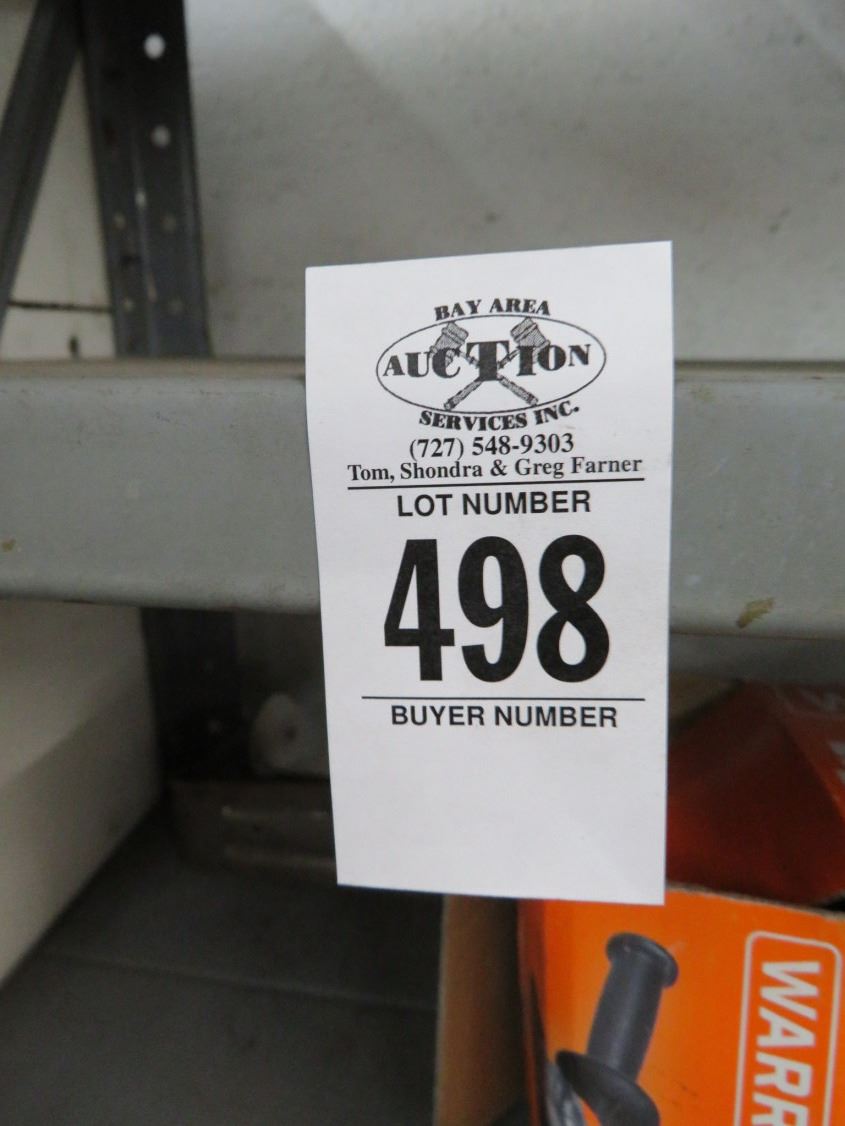 BAY AREA
AUCTION
SERVICES INC.
(727) 548-9303
Tom, Shondra & Greg Farner
LOT NUMBER
498
BUYER NUMBER
WARR